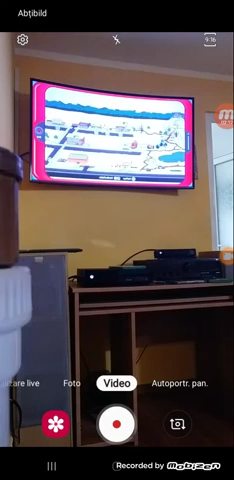 Abțibild
9:16
care live
Foto
Video
Autoportr. pan.
Recorded by Mobizen